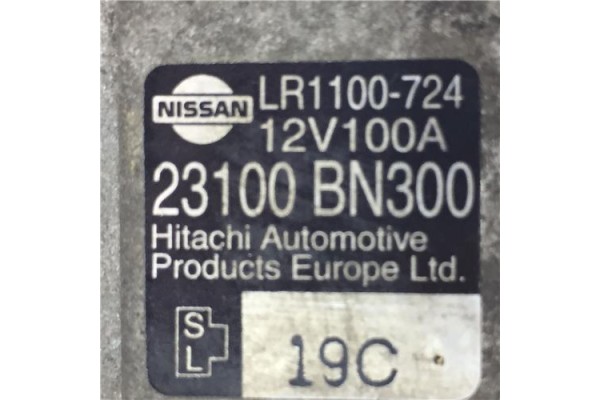 NISSAN LR1100-724
12V100A
23100 BN300
Hitachi Automotive
Products Europe Ltd.
S
L
19C